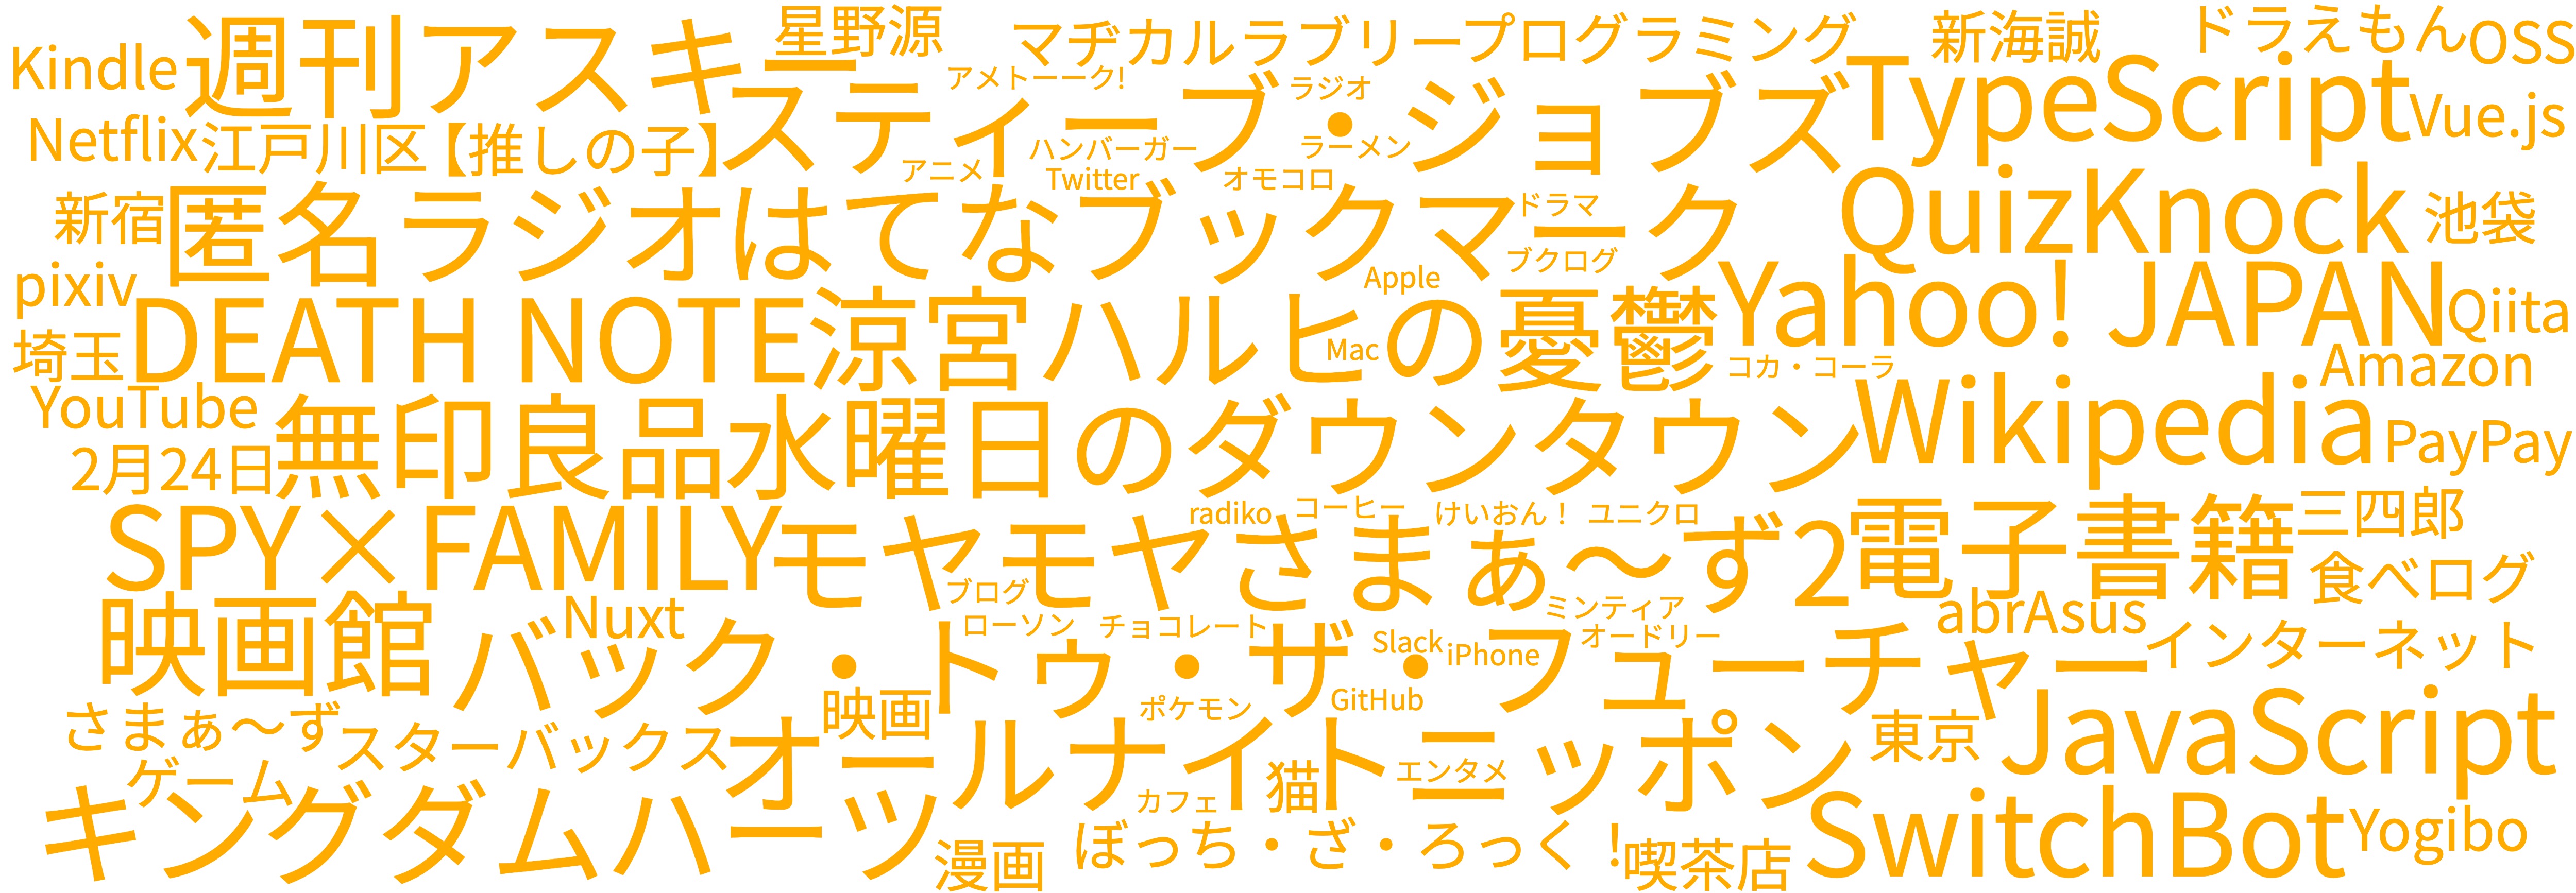 Kindle
週刊アスキー
星野源
マヂカルラブリー
プログラミング
新海誠
ドラえもん
OSS
アメトーーク!
ラジオ
スティーブ・ジョブズ
TypeScript
Vue.js
Netflix
江戸川区
【推しの子】
ハンバーガー
ラーメン
アニメ
Twitter
オモコロ
新宿
匿名ラジオ
はてなブックマーク
ドラマ
QuizKnock
池袋
ブクログ
pixiv
Apple
Yahoo! JAPAN
Qiita
埼玉
DEATH NOTE
涼宮ハルヒの憂鬱
Mac
コカ・コーラ
Amazon
YouTube
無印良品
水曜日のダウンタウン
Wikipedia
PayPay
2月24日
SPY×FAMILY
radiko
コーヒー
けいおん！
ユニクロ
モヤモヤさまぁ〜ず2
電子書籍
三四郎
食べログ
ブログ
映画館
Nuxt
ローソン
チョコレート
ミンティア
オードリー
abrAsus
インターネット
バック・トゥ・ザ・フューチャー
Slack
iPhone
映画
ポケモン
GitHub
さまぁ〜ず
スターバックス
オールナイトニッポン
東京
JavaScript
ゲーム
キングダムハーツ
カフェ
猫
エンタメ
漫画
ぼっち・ざ・ろっく！
喫茶店
SwitchBot
Yogibo